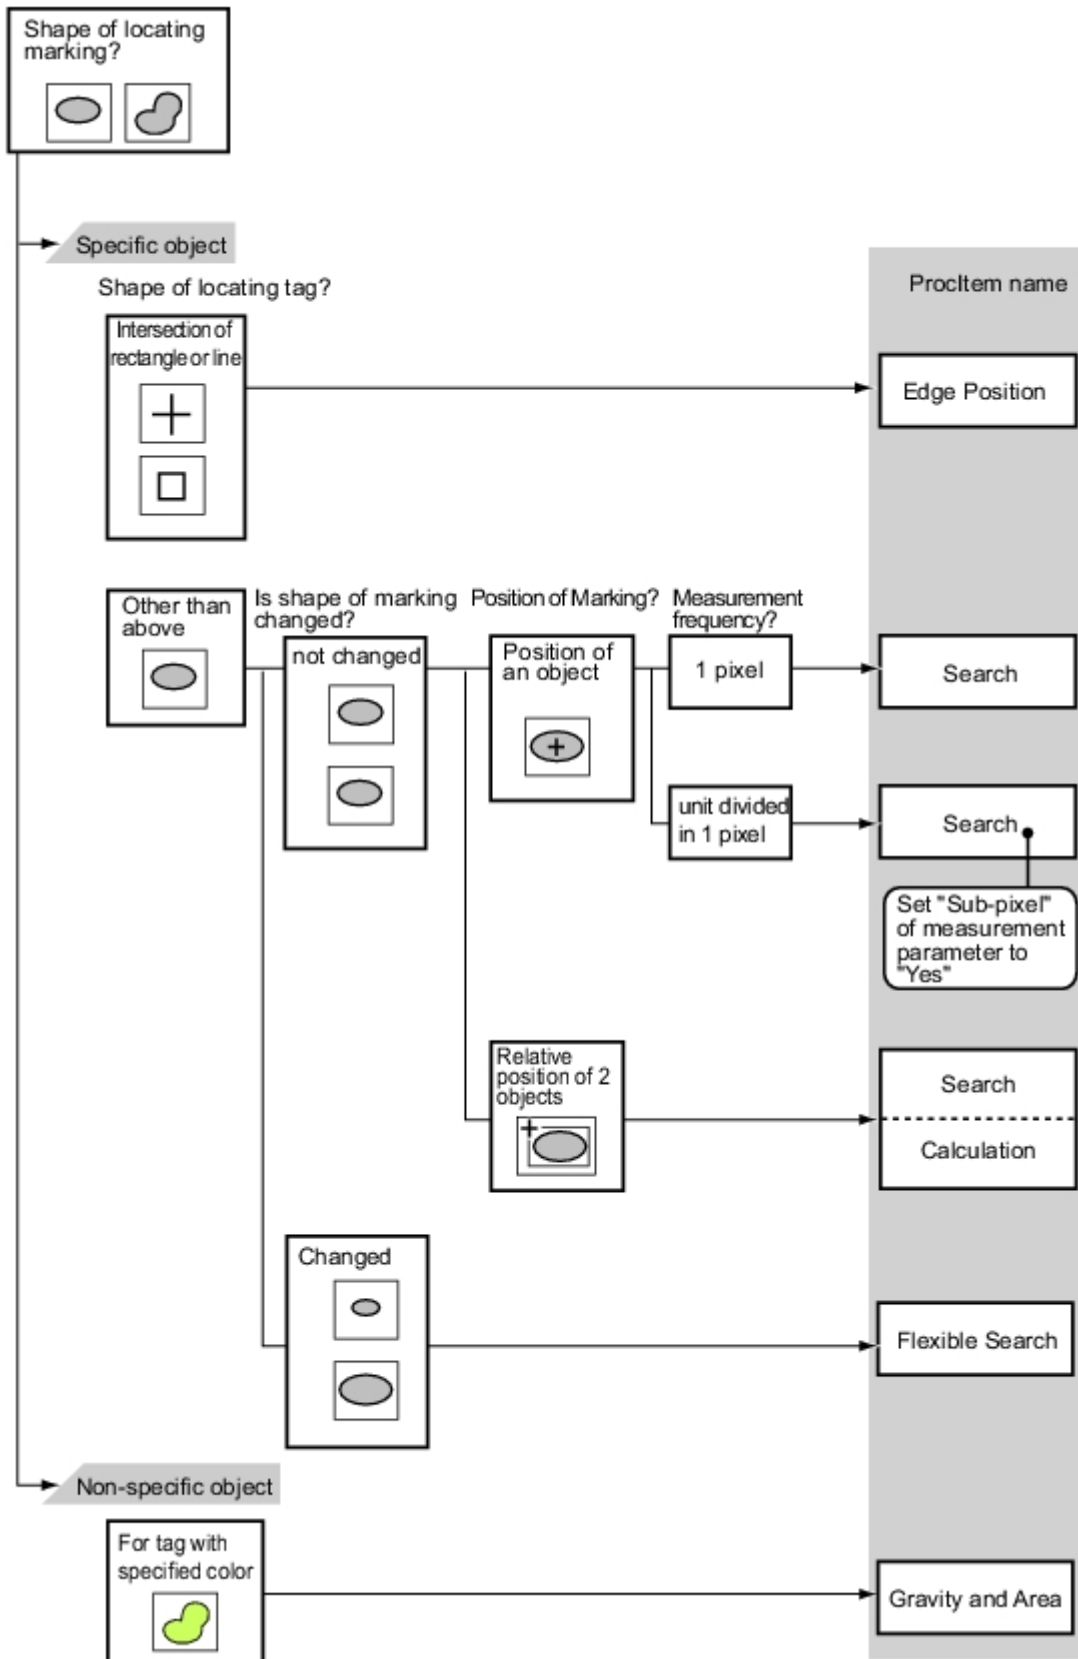 Shape of locating
marking?
Specific object
Shape of locating tag?
ProcItem name
Intersection of
rectangle or line
Edge Position
Other than
above
Is shape of marking
changed?
not changed
Position of Marking?
Position of
an object
Measurement
frequency?
1 pixel
Search
unit divided
in 1 pixel
Search
Set "Sub-pixel"
of measurement
parameter to
"Yes"
Relative
position of 2
objects
Search
Calculation
Changed
Flexible Search
Non-specific object
For tag with
specified color
Gravity and Area